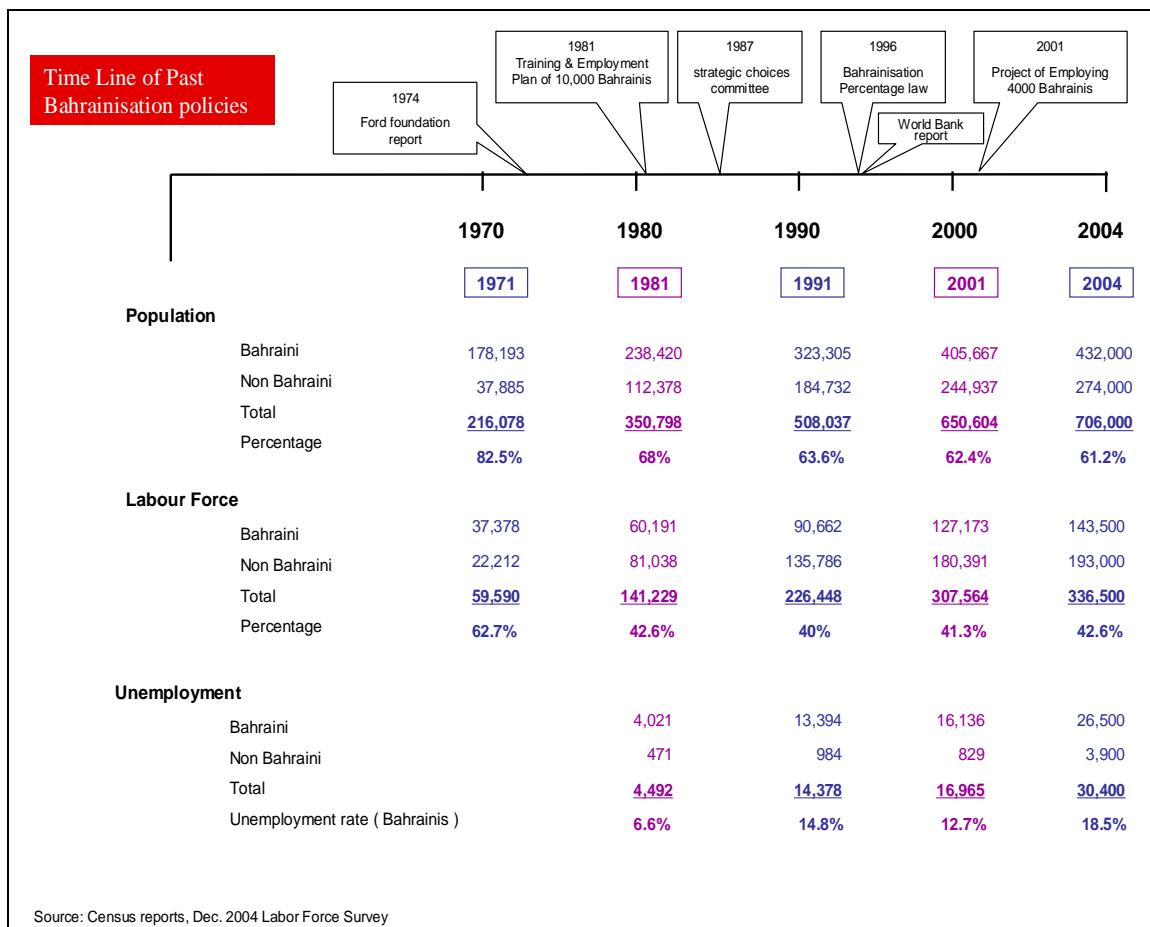 Time Line of Past
Bahrainisation policies
1974
Ford foundation
report
1981
Training & Employment
Plan of 10,000 Bahrainis
1987
strategic choices
committee
1996
Bahrainisation
Percentage law
World Bank
report
2001
Project of Employing
4000 Bahrainis
1970 1980 1990 2000 2004
1971 1981 1991 2001 2004
Population
Bahraini 178,193 238,420 323,305 405,667 432,000
Non Bahraini 37,885 112,378 184,732 244,937 274,000
Total 216,078 350,798 508,037 650,604 706,000
Percentage 82.5% 68% 63.6% 62.4% 61.2%
Labour Force
Bahraini 37,378 60,191 90,662 127,173 143,500
Non Bahraini 22,212 81,038 135,786 180,391 193,000
Total 59,590 141,229 226,448 307,564 336,500
Percentage 62.7% 42.6% 40% 41.3% 42.6%
Unemployment
Bahraini 4,021 13,394 16,136 26,500
Non Bahraini 471 984 829 3,900
Total 4,492 14,378 16,965 30,400
Unemployment rate ( Bahrainis ) 6.6% 14.8% 12.7% 18.5%
Source: Census reports, Dec. 2004 Labor Force Survey